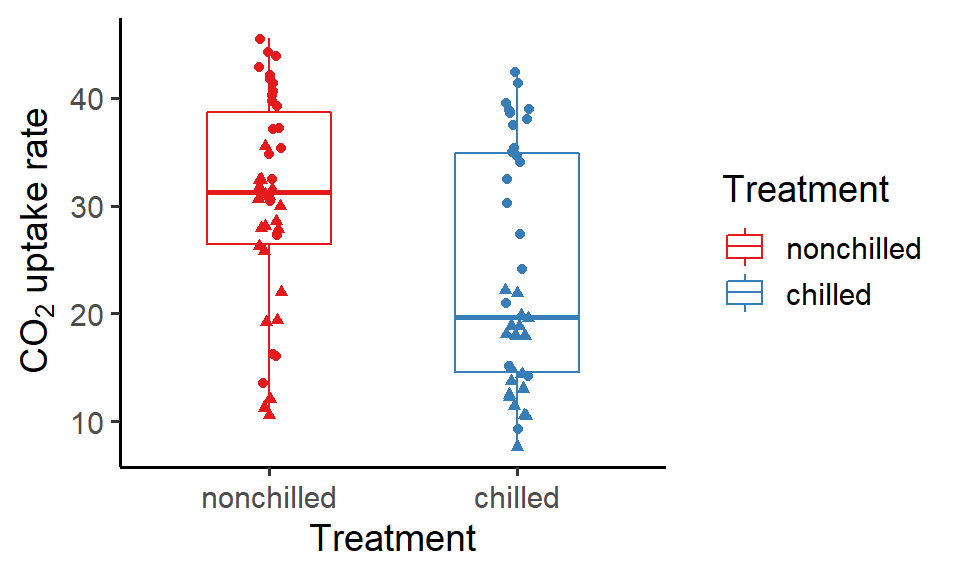 CO₂ uptake rate
40
30
20
10
nonchilled
chilled
Treatment
Treatment
nonchilled
chilled